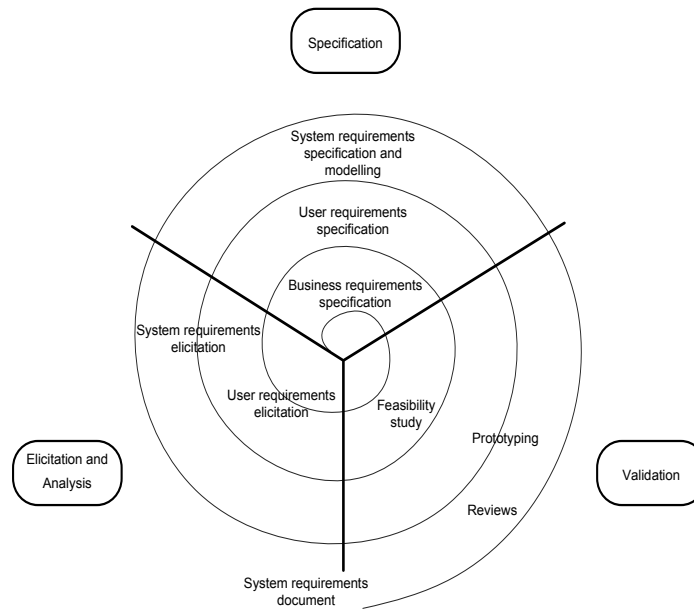 Specification
System requirements
specification and
modelling
User requirements
specification
Business requirements
specification
System requirements
elicitation
User requirements
elicitation
Feasibility
study
Prototyping
Elicitation and
Analysis
Validation
Reviews
System requirements
document